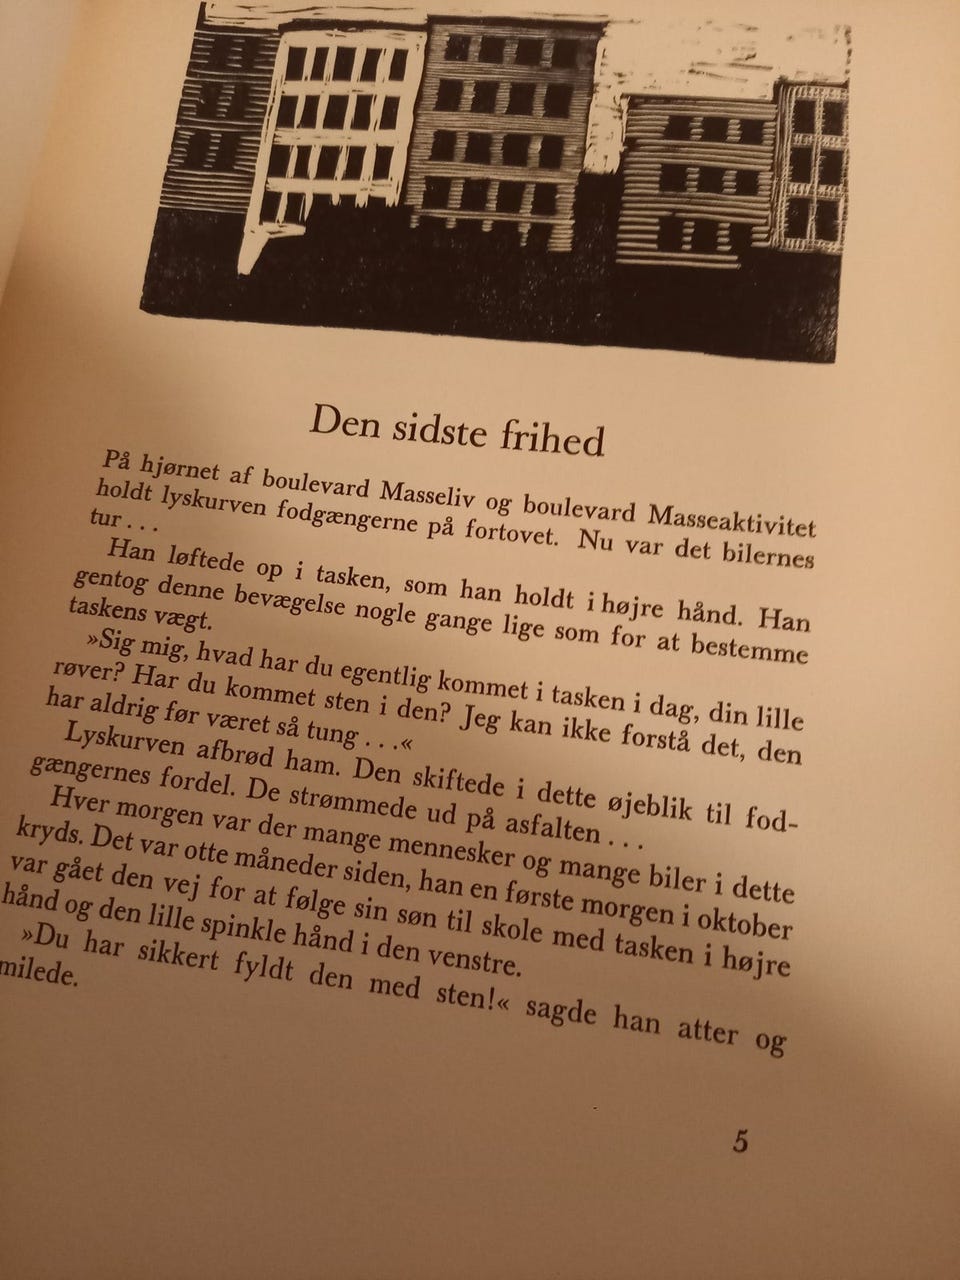 Den sidste frihed
På hjørnet af boulevard Masseliv og boulevard Masseaktivitet
holdt lyskurven fodgængerne på fortovet. Nu var det bilernes
tur...
Han løftede op i tasken, som han holdt i højre hånd. Han
gentog denne bevægelse nogle gange lige som for at bestemme
taskens vægt.
»Sig mig, hvad har du egentlig kommet i tasken i dag, din lille
røver? Har du kommet sten i den? Jeg kan ikke forstå det, den
har aldrig før været så tung...«
Lyskurven afbrød ham. Den skiftede i dette øjeblik til fod-
gængernes fordel. De strømmede ud på asfalten...
Hver morgen var der mange mennesker og mange biler i dette
kryds. Det var otte måneder siden, han en første morgen i oktober
var gået den vej for at følge sin søn til skole med tasken i højre
hånd og den lille spinkle hånd i den venstre.
»Du har sikkert fyldt den med sten!« sagde han atter og
milede.
5